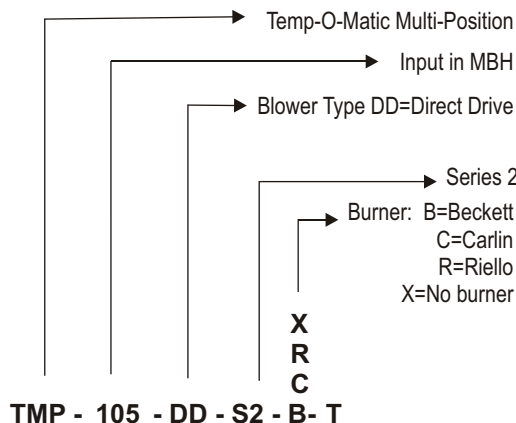 Temp-O-Matic Multi-Position
Input in MBH
Blower Type DD=Direct Drive
Series 2
Burner: B=Beckett
C=Carlin
R=Riello
X=No burner
X
R
C
TMP - 105 - DD - S2 - B- T